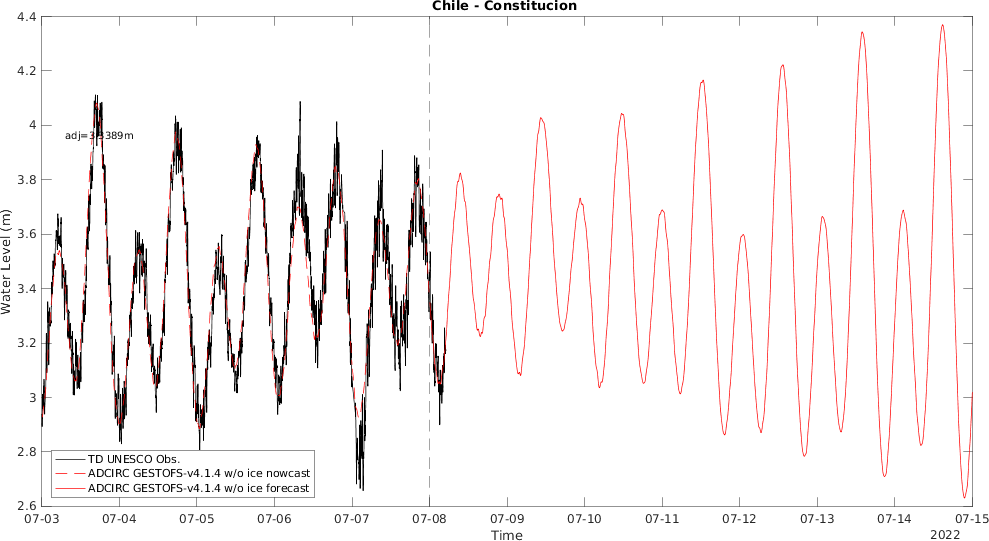 Chile - Constitucion
4.4
4.2
4
3.8
3.6
3.4
3.2
3
2.8
2.6
Water Level (m)
adj=3.3389m
TD UNESCO Obs.
ADCIRC GESTOFS-v4.1.4 w/o ice nowcast
ADCIRC GESTOFS-v4.1.4 w/o ice forecast
07-03 07-04 07-05 07-06 07-07 07-08 07-09 07-10 07-11 07-12 07-13 07-14 07-15
Time
2022